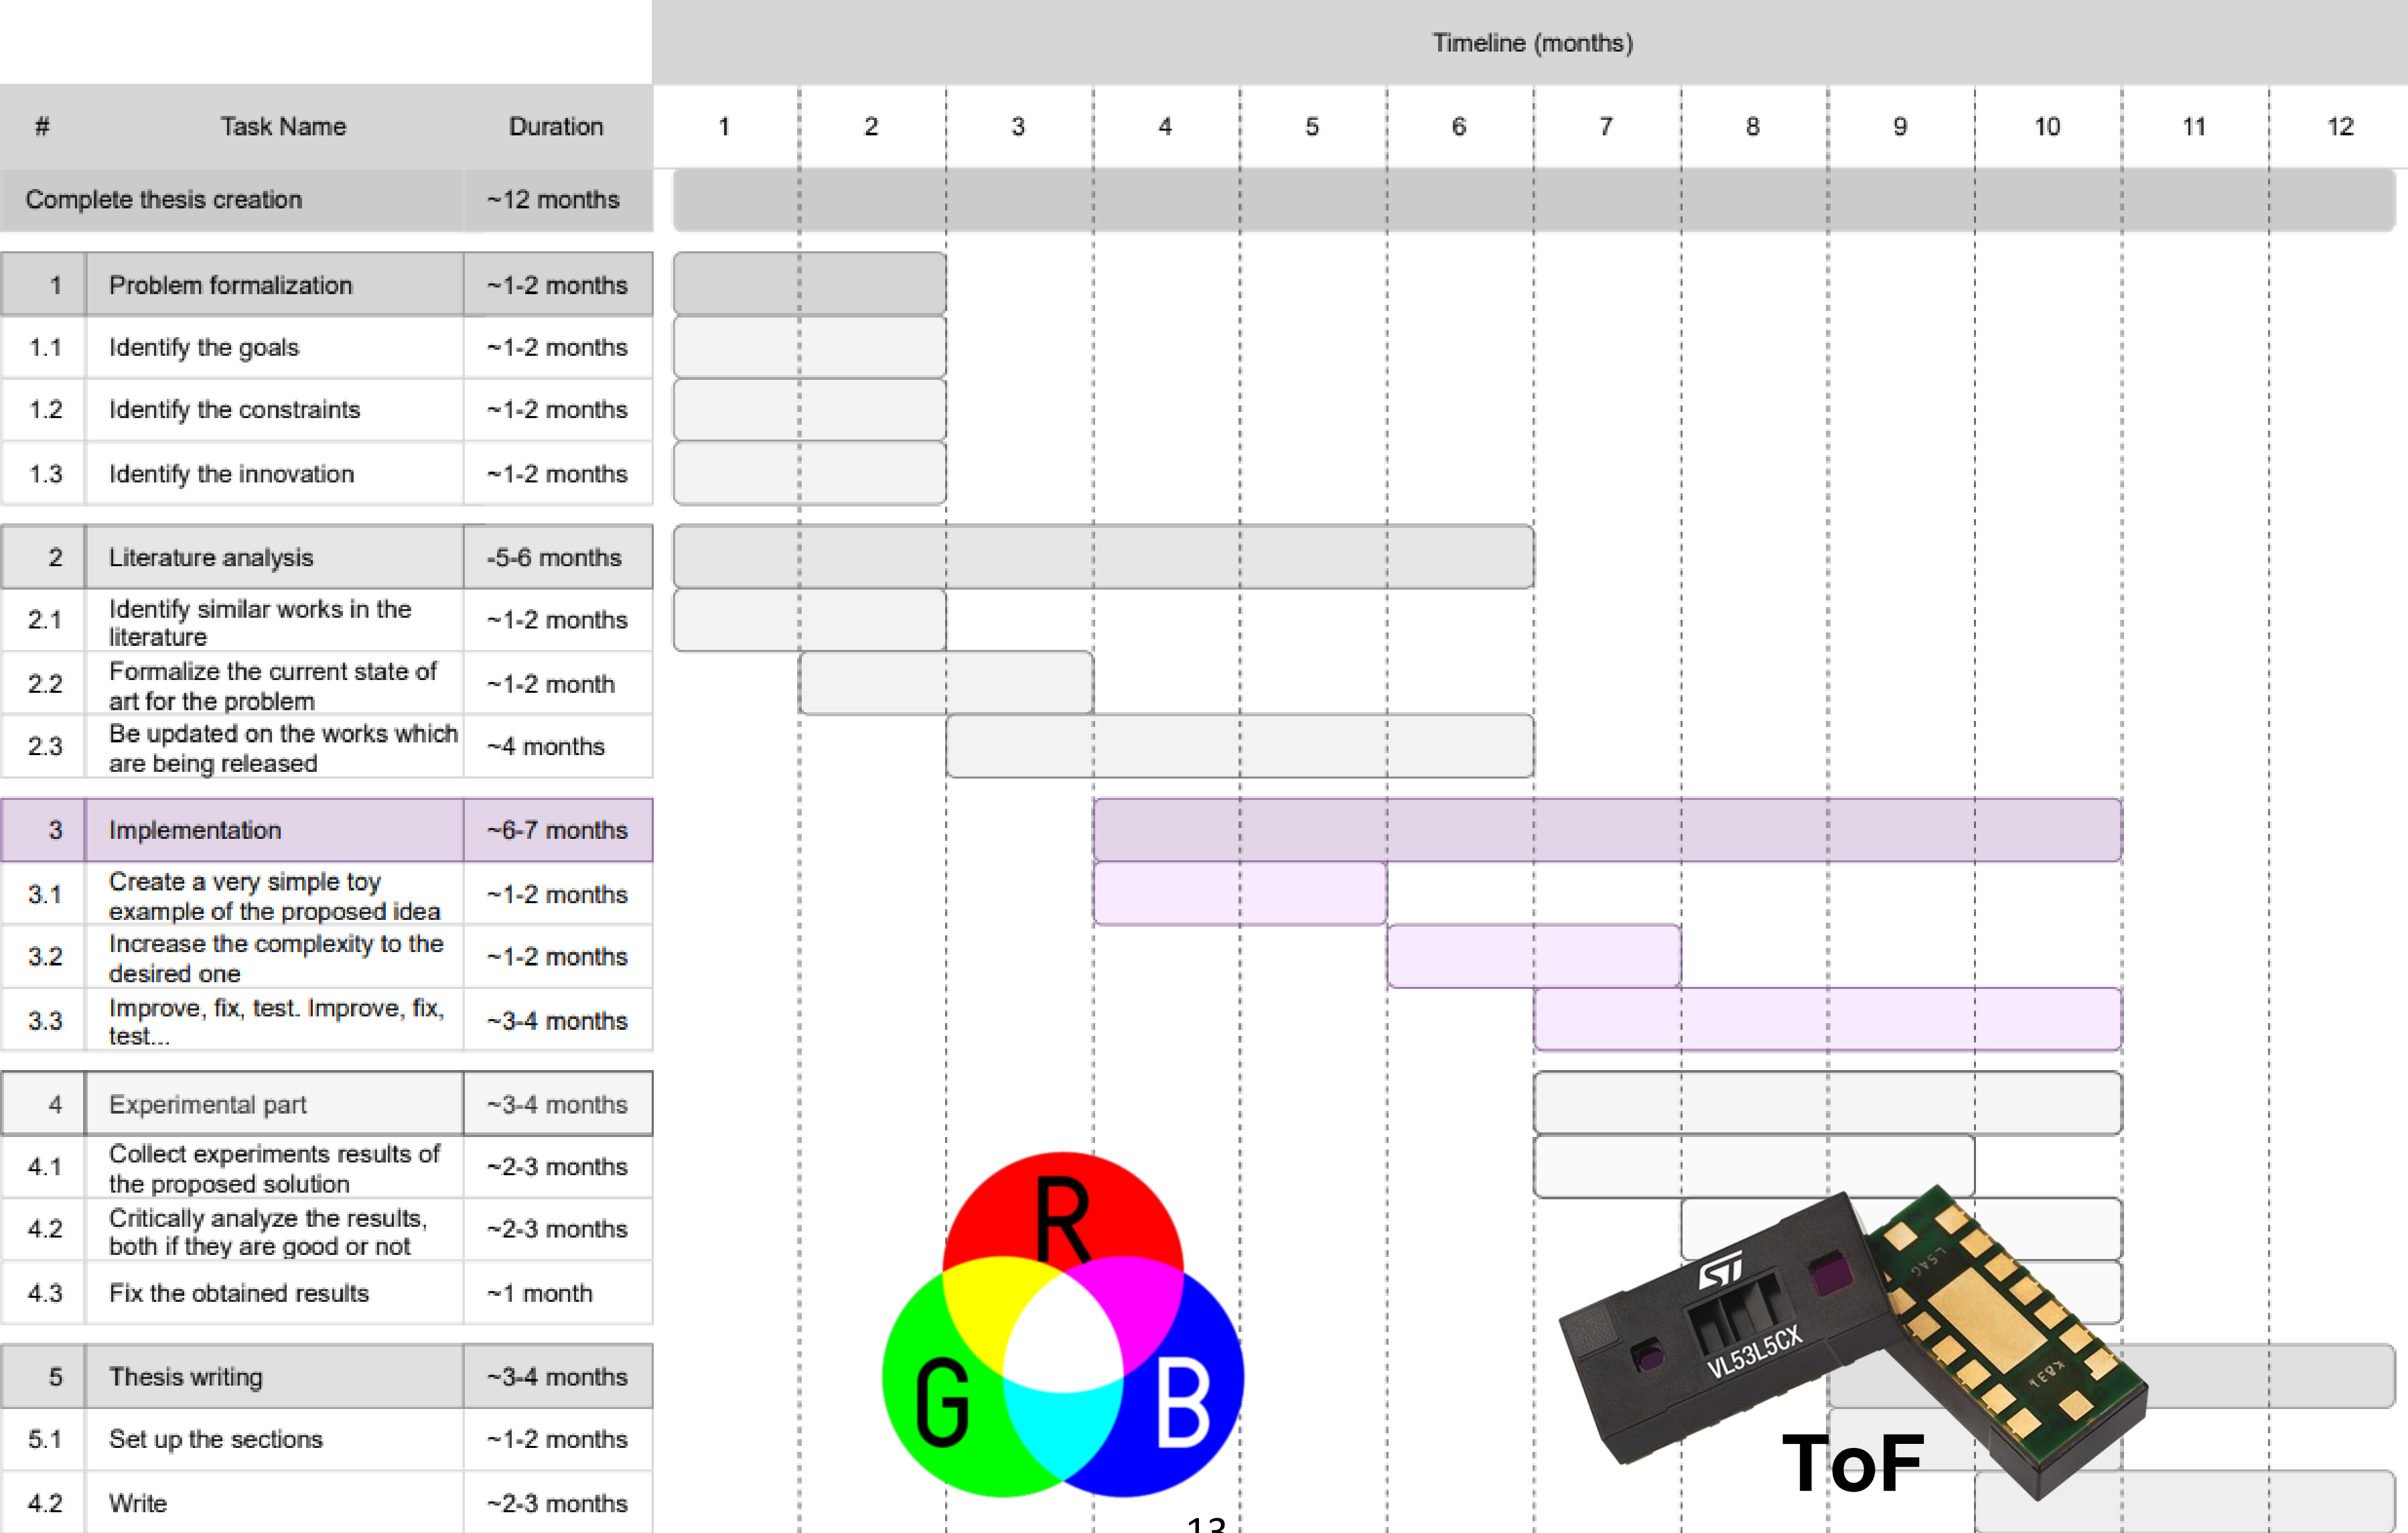 Timeline (months)
# Task Name Duration 1 2 3 4 5 6 7 8 9 10 11 12
Complete thesis creation ~12 months
1 Problem formalization ~1-2 months
1.1 Identify the goals ~1-2 months
1.2 Identify the constraints ~1-2 months
1.3 Identify the innovation ~1-2 months
2 Literature analysis -5-6 months
2.1 Identify similar works in the
literature ~1-2 months
2.2 Formalize the current state of
art for the problem ~1-2 month
2.3 Be updated on the works which
are being released ~4 months
3 Implementation ~6-7 months
3.1 Create a very simple toy
example of the proposed idea ~1-2 months
3.2 Increase the complexity to the
desired one ~1-2 months
3.3 Improve, fix, test. Improve, fix,
test... ~3-4 months
4 Experimental part ~3-4 months
4.1 Collect experiments results of
the proposed solution ~2-3 months
4.2 Critically analyze the results,
both if they are good or not ~2-3 months
4.3 Fix the obtained results ~1 month
5 Thesis writing ~3-4 months
5.1 Set up the sections ~1-2 months
4.2 Write ~2-3 months
R
G B
ST
VL53L5CX
L5AG
ToF
13